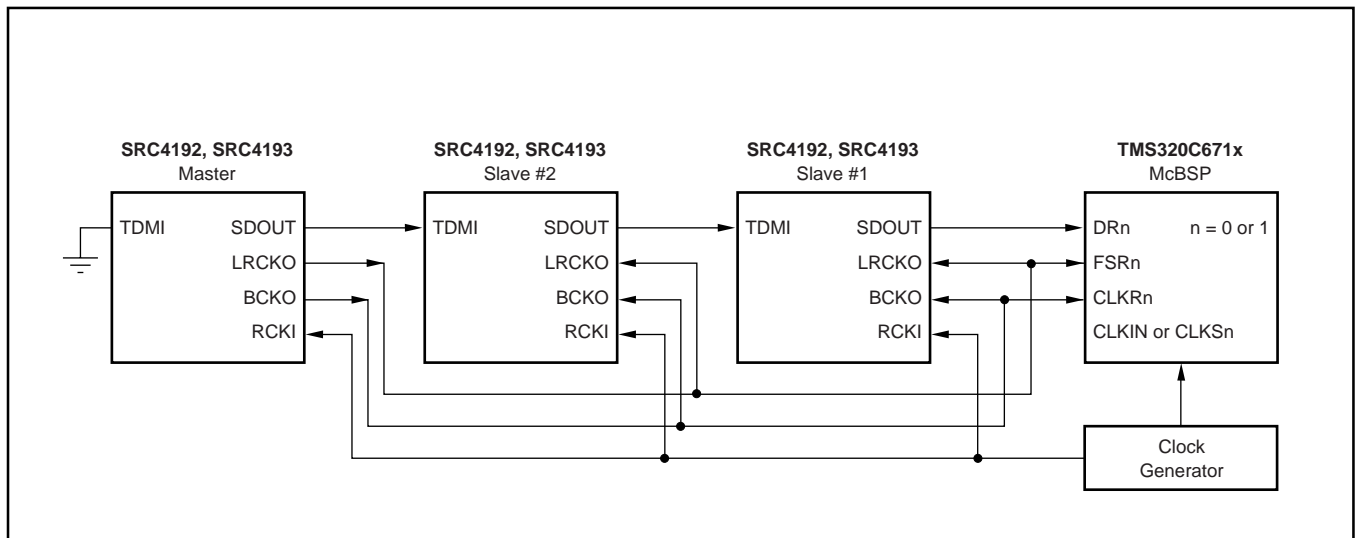 SRC4192, SRC4193
Master
TDMI
SDOUT
LRCKO
BCKO
RCKI
SRC4192, SRC4193
Slave #2
TDMI
SDOUT
LRCKO
BCKO
RCKI
SRC4192, SRC4193
Slave #1
TDMI
SDOUT
LRCKO
BCKO
RCKI
TMS320C671x
McBSP
DRn n = 0 or 1
FSRn
CLKRn
CLKIN or CLKSn
Clock
Generator